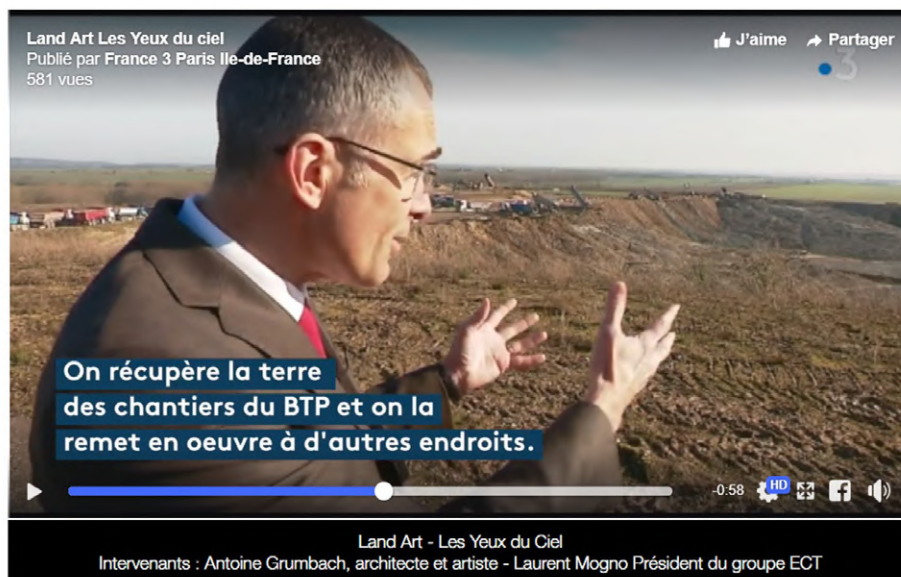 Land Art Les Yeux du ciel
Publié par France 3 Paris Ile-de-France
581 vues
J'aime
Partager
3
On récupère la terre
des chantiers du BTP et on la
remet en oeuvre à d'autres endroits.
-0:58
HD
Land Art - Les Yeux du Ciel
Intervenants : Antoine Grumbach, architecte et artiste - Laurent Mogno Président du groupe ECT